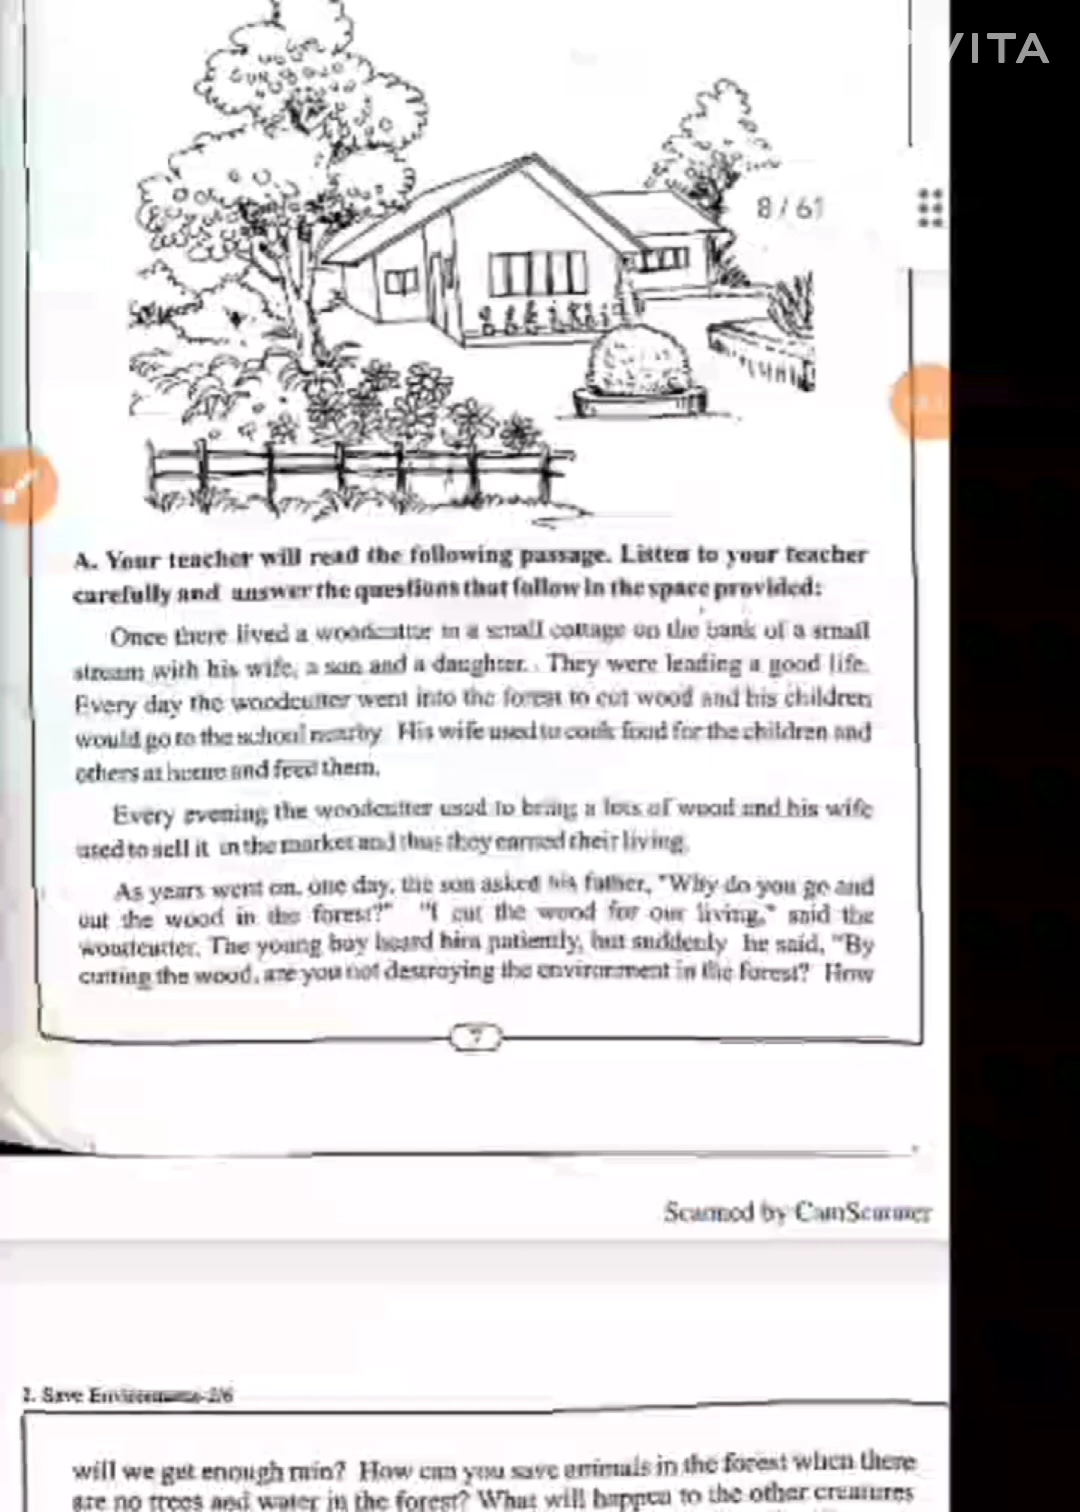 VITA
8 / 61
A. Your teacher will read the following passage. Listen to your teacher
carefully and answer the questions that follow in the space provided:
Once there lived a woodcutter in a small cottage on the bank of a small
stream with his wife, a son and a daughter. They were leading a good life.
Every day the woodcutter went into the forest to cut wood and his children
would go to the school nearby. His wife used to cook food for the children and
others at home and feed them.
Every evening the woodcutter used to bring a lots of wood and his wife
used to sell it in the market and thus they earned their living.
As years went on, one day, the son asked his father, "Why do you go and
cut the wood in the forest?" "I cut the wood for our living," said the
woodcutter. The young boy heard him patiently, but suddenly he said, "By
cutting the wood, are you not destroying the environment in the forest? How
7
Scanned by CamScanner
2. Save Environment-2/6
will we get enough rain? How can you save animals in the forest when there
are no trees and water in the forest? What will happen to the other creatures